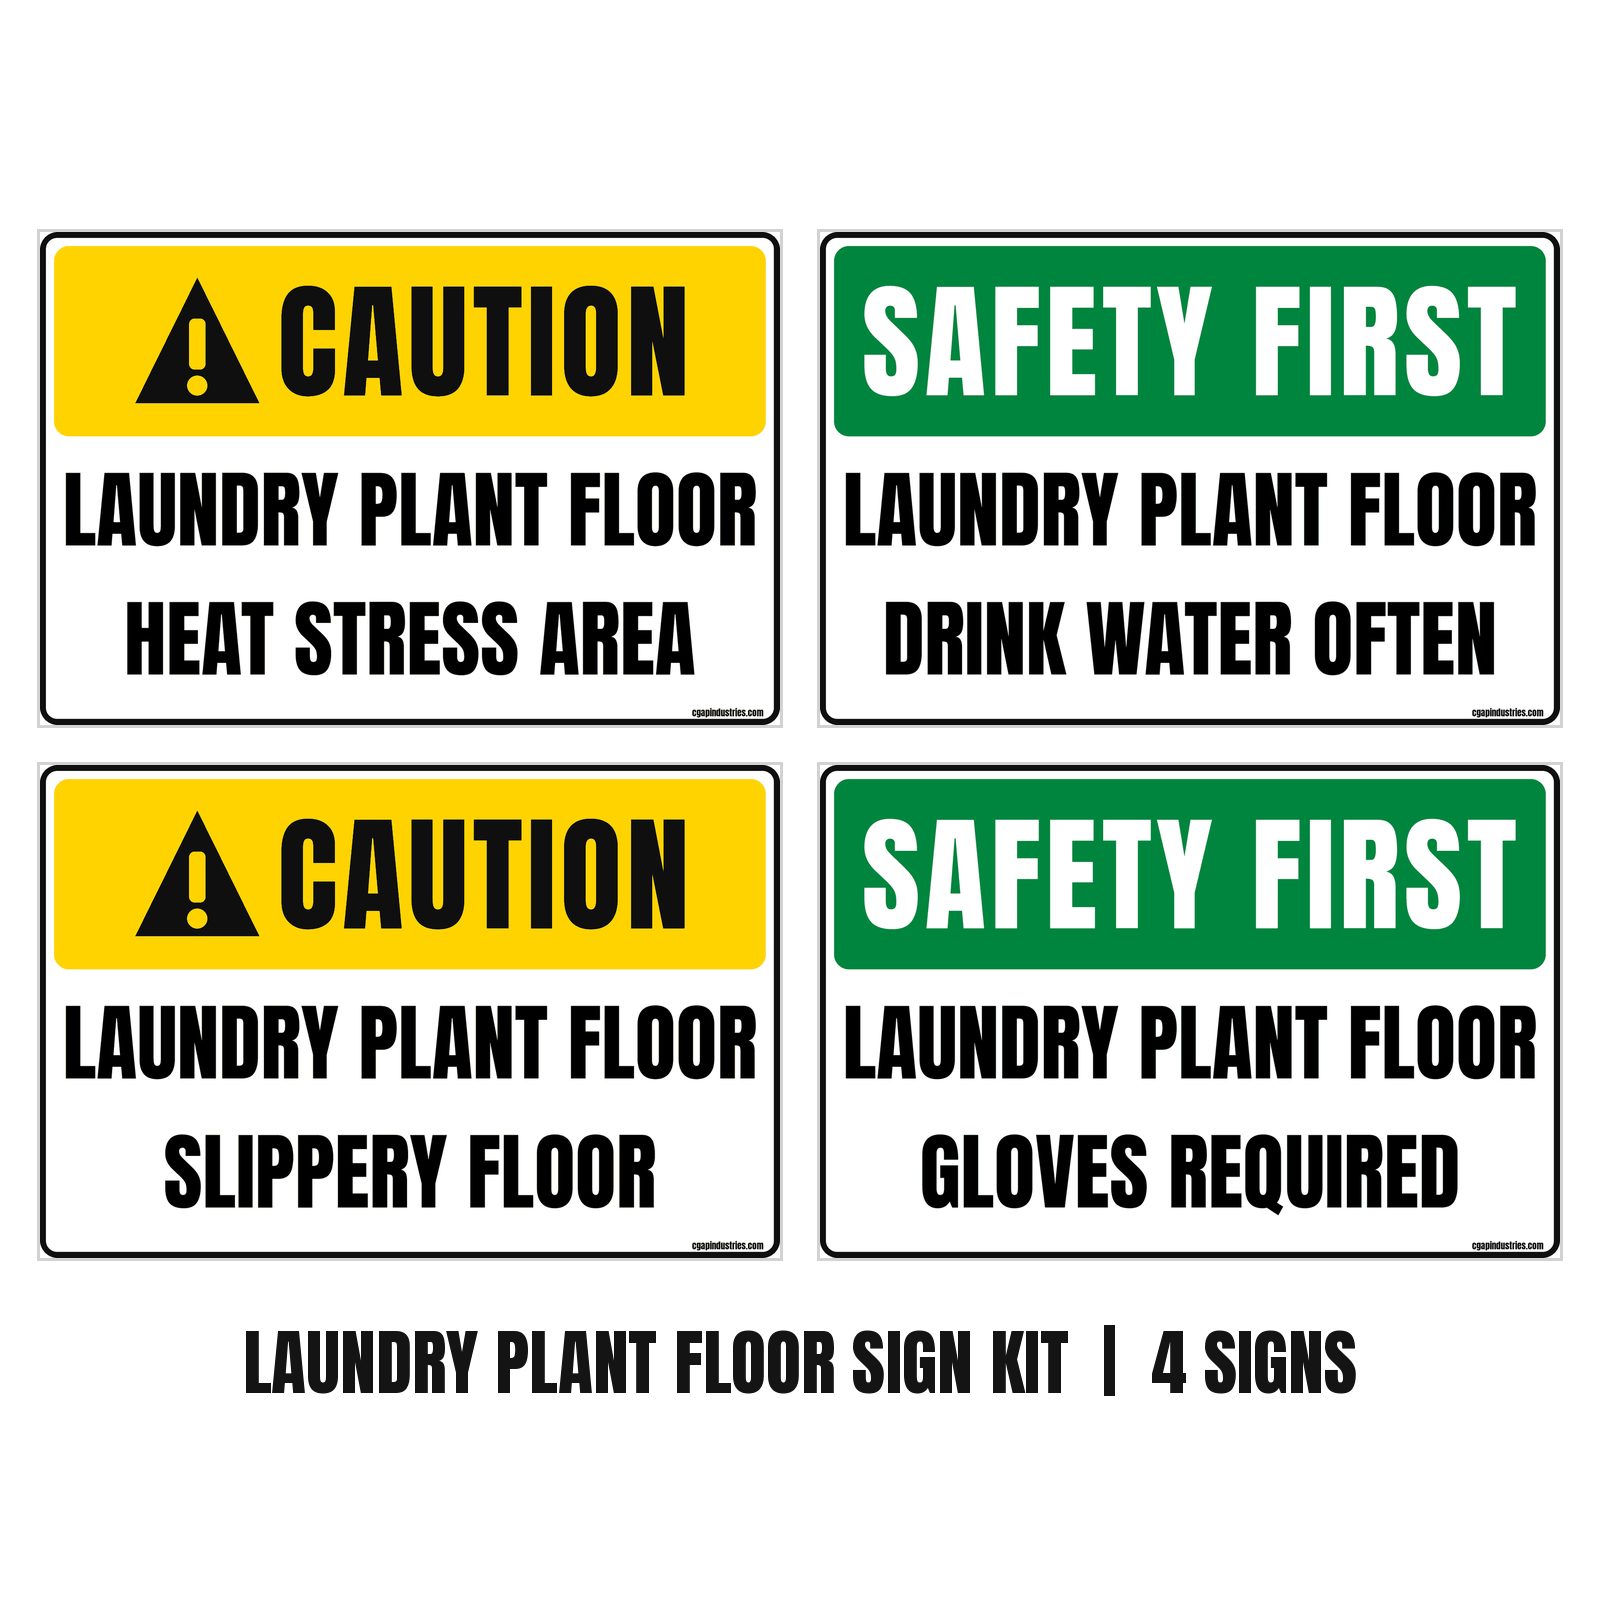 CAUTION
LAUNDRY PLANT FLOOR
HEAT STRESS AREA
cgapindustries.com
SAFETY FIRST
LAUNDRY PLANT FLOOR
DRINK WATER OFTEN
cgapindustries.com
CAUTION
LAUNDRY PLANT FLOOR
SLIPPERY FLOOR
cgapindustries.com
SAFETY FIRST
LAUNDRY PLANT FLOOR
GLOVES REQUIRED
cgapindustries.com
LAUNDRY PLANT FLOOR SIGN KIT | 4 SIGNS